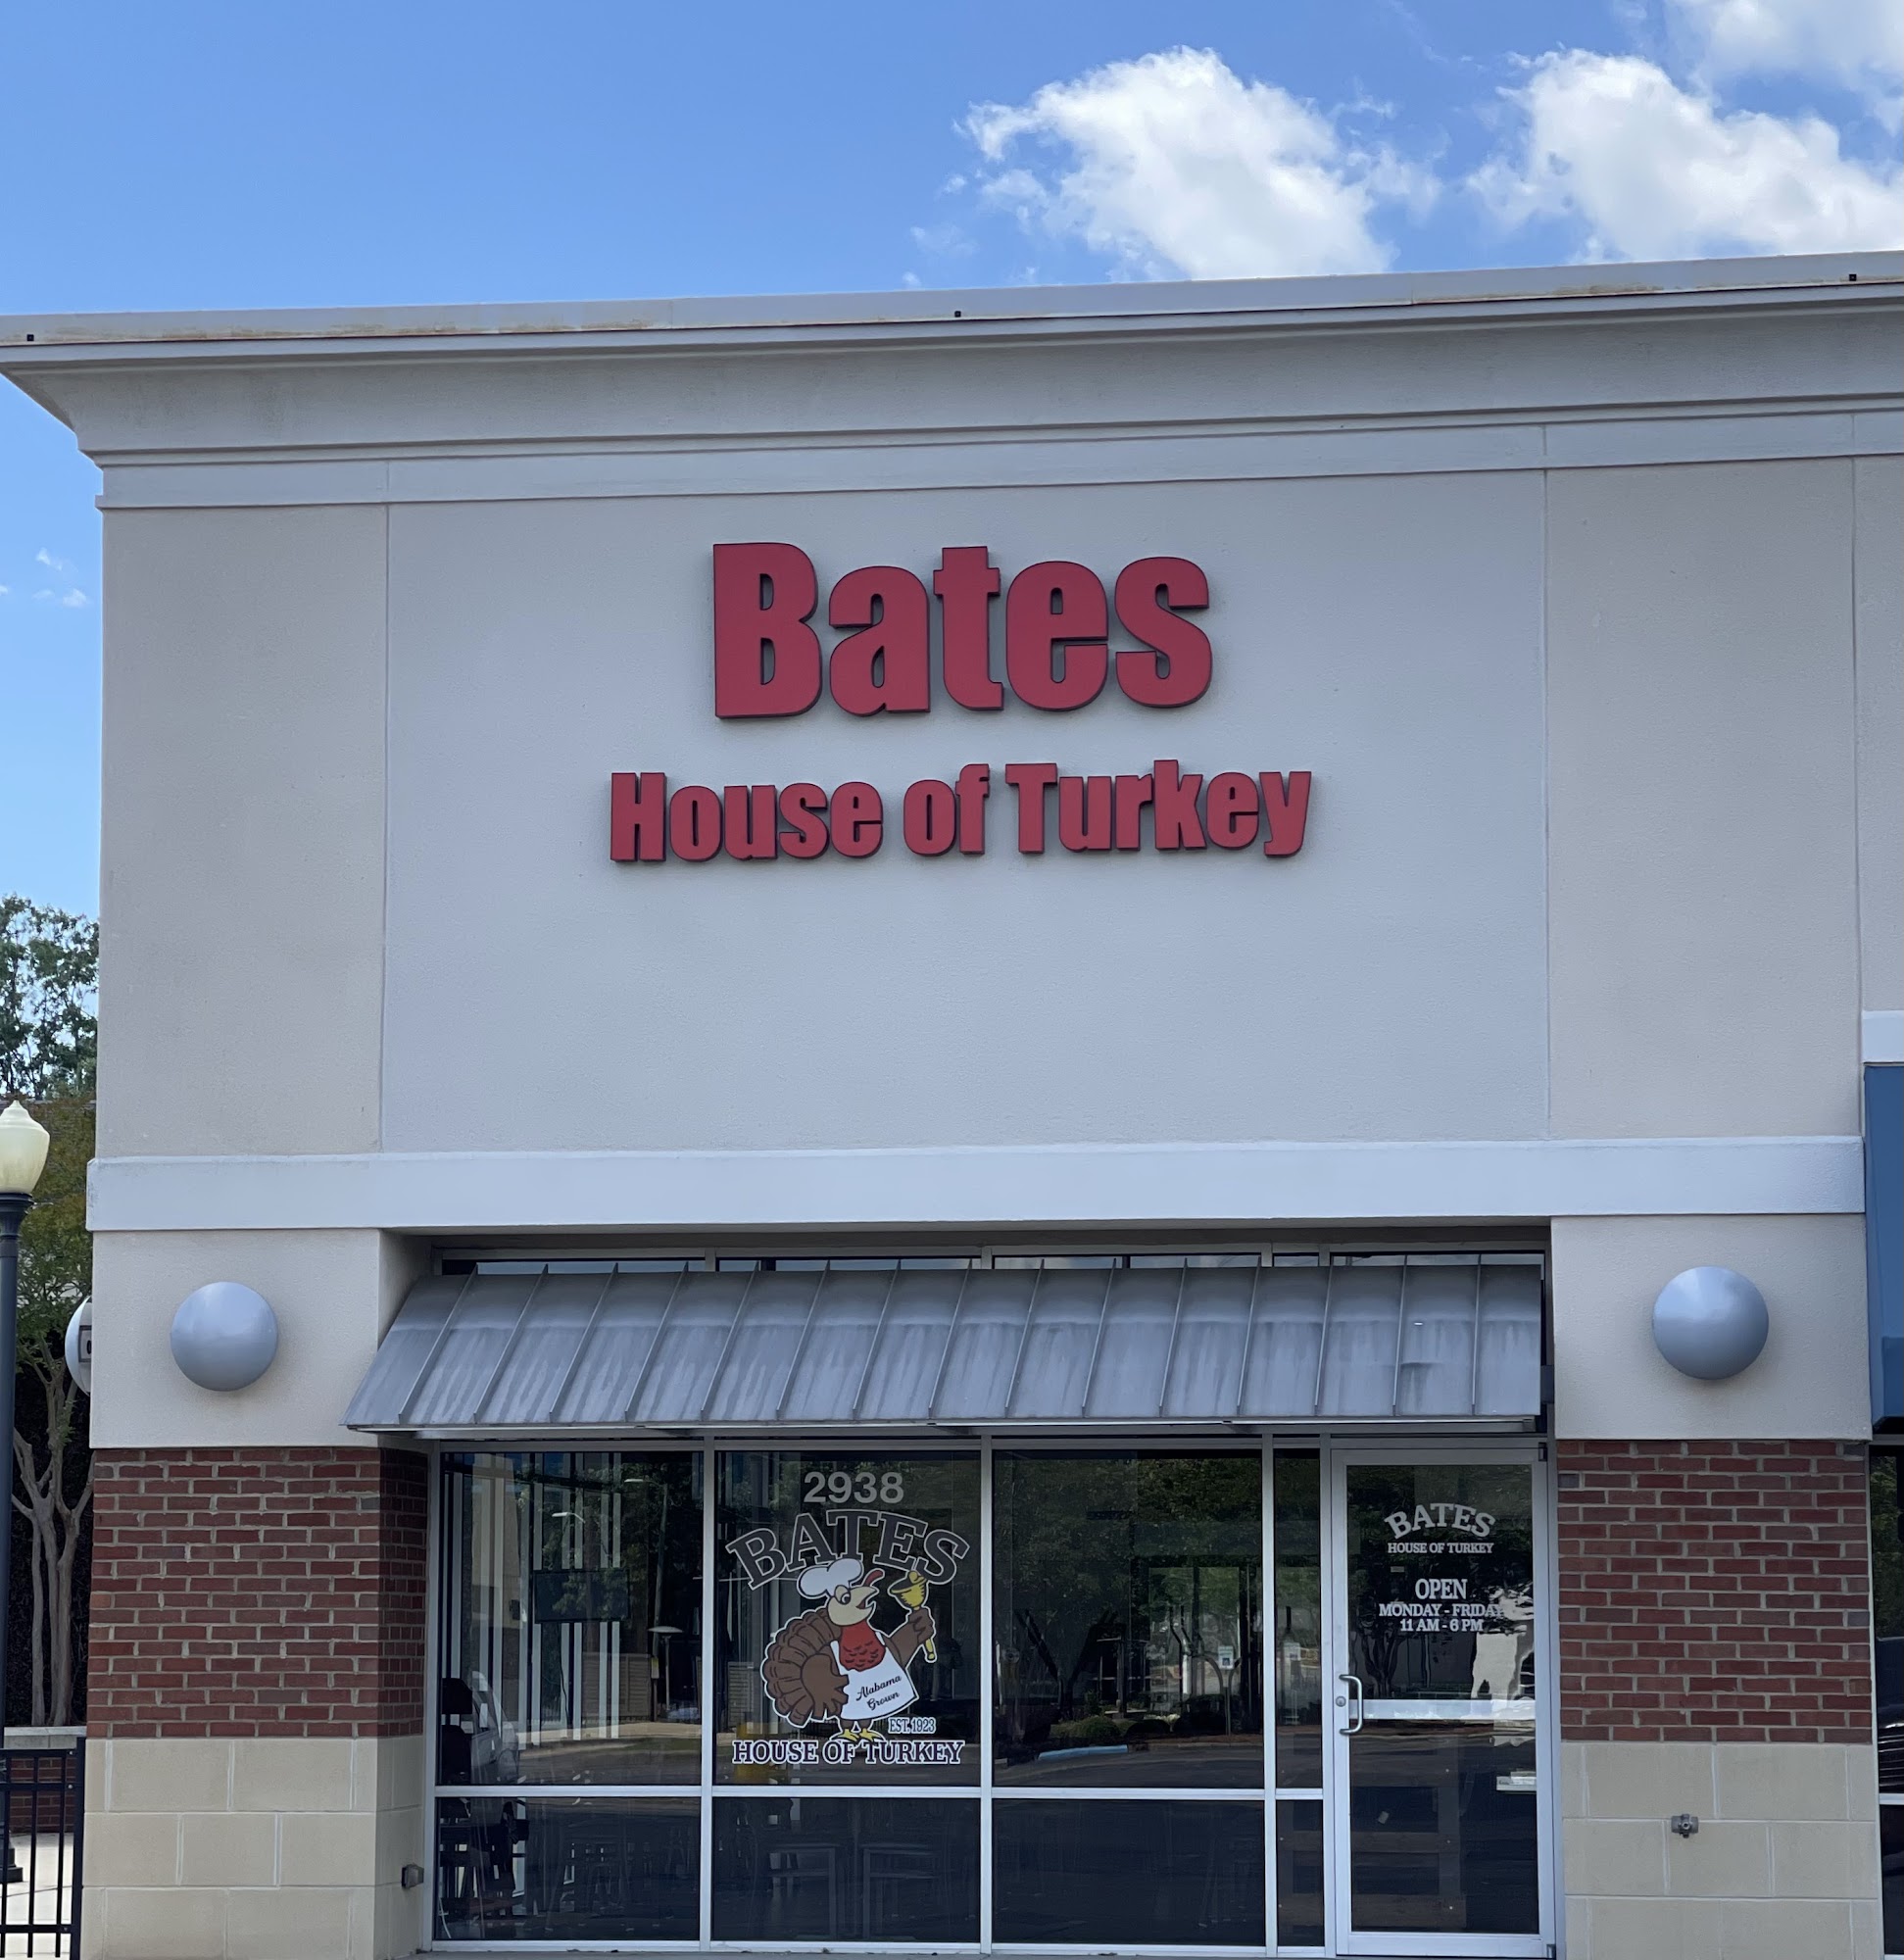 Bates
House of Turkey
2938
BATES
Alabama
Grown
EST. 1923
HOUSE OF TURKEY
BATES
HOUSE OF TURKEY
OPEN
MONDAY - FRIDAY
11 AM - 6 PM